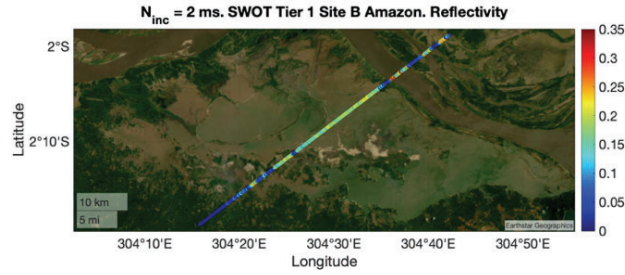 N_inc = 2 ms. SWOT Tier 1 Site B Amazon. Reflectivity
0.35
2°S
0.3
0.25
0.2
Latitude
2°10'S
0.15
0.1
10 km
0.05
5 mi
Earthstar Geographics
0
304°10'E 304°20'E 304°30'E 304°40'E 304°50'E
Longitude